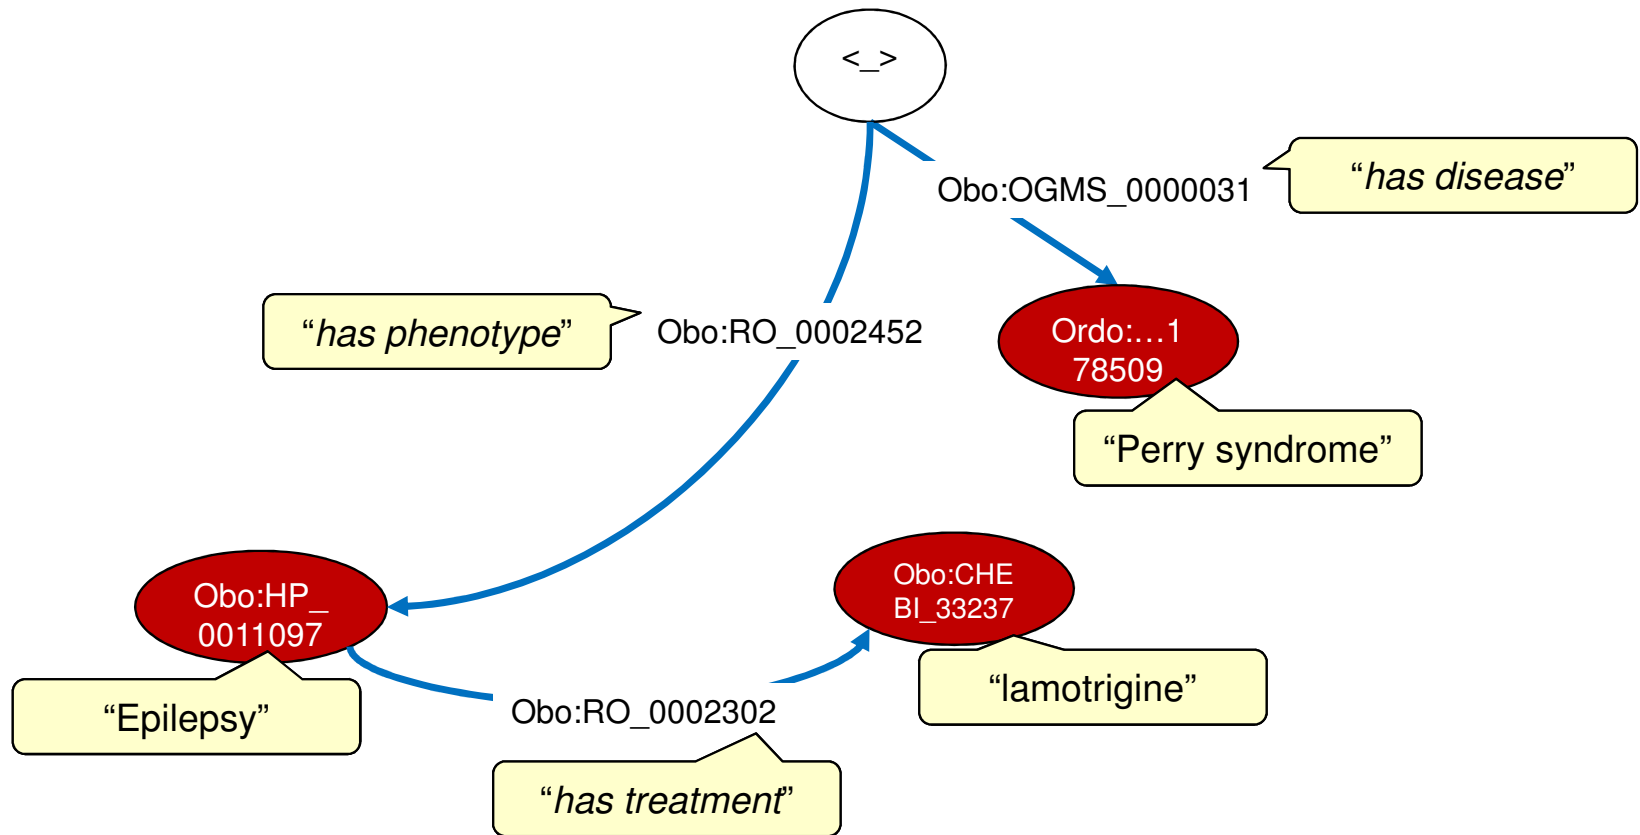 <_>
Obo:OGMS_0000031
“has disease”
“has phenotype”
Obo:RO_0002452
Ordo:...1
78509
“Perry syndrome”
Obo:HP_
0011097
“Epilepsy”
Obo:CHE
BI_33237
“lamotrigine”
Obo:RO_0002302
“has treatment”